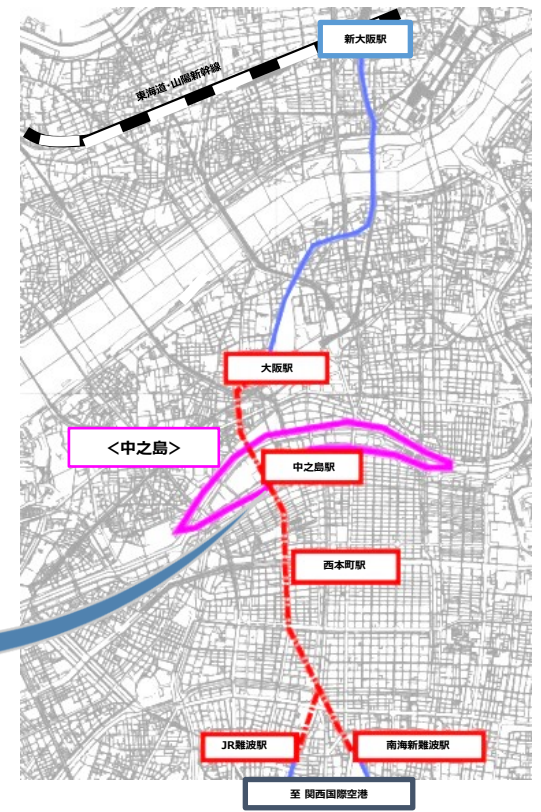 新大阪駅
東海道・山陽新幹線
大阪駅
<中之島>
中之島駅
西本町駅
JR難波駅
南海新難波駅
至 関西国際空港